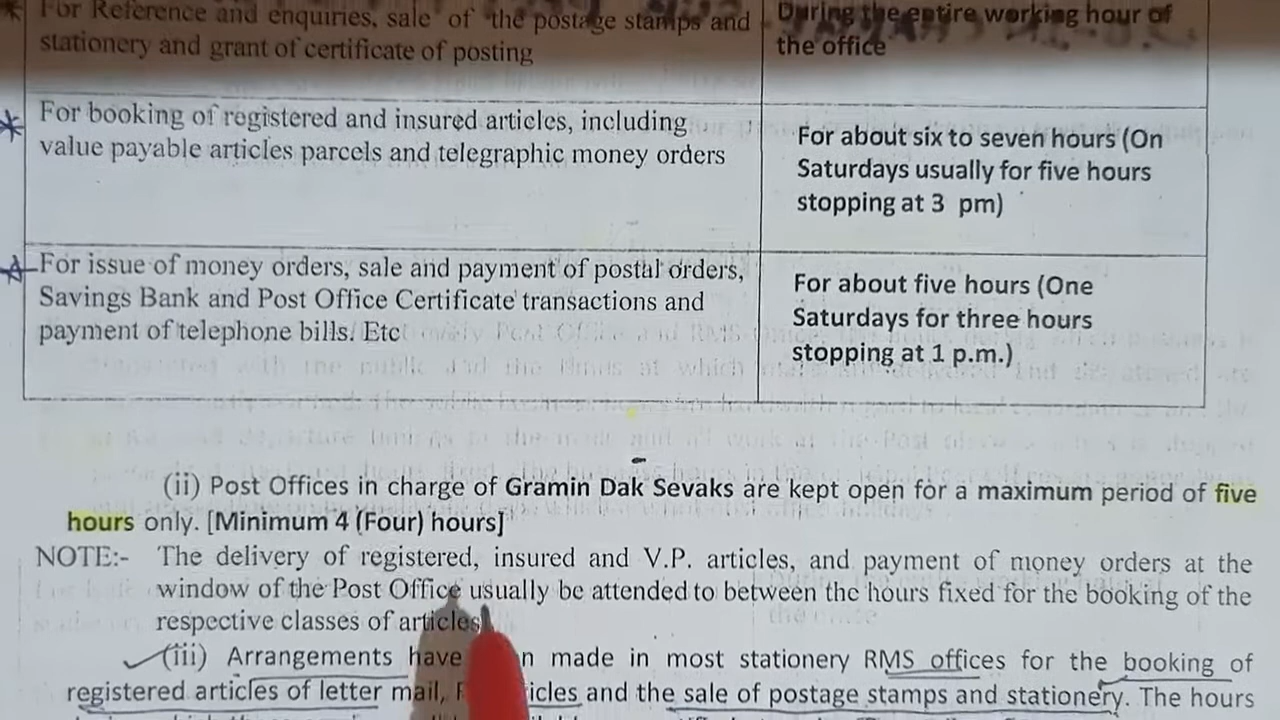 For Reference and enquiries, sale of the postage stamps and
stationery and grant of certificate of posting
During the entire working hour of
the office
For booking of registered and insured articles, including
value payable articles parcels and telegraphic money orders
For about six to seven hours (On
Saturdays usually for five hours
stopping at 3 pm)
For issue of money orders, sale and payment of postal orders,
Savings Bank and Post Office Certificate transactions and
payment of telephone bills. Etc
For about five hours (One
Saturdays for three hours
stopping at 1 p.m.)
(ii) Post Offices in charge of Gramin Dak Sevaks are kept open for a maximum period of five
hours only. [Minimum 4 (Four) hours]
NOTE:- The delivery of registered, insured and V.P. articles, and payment of money orders at the
window of the Post Office usually be attended to between the hours fixed for the booking of the
respective classes of articles
(iii) Arrangements have made in most stationery RMS offices for the booking of
registered articles of letter mail, and the sale of postage stamps and stationery. The hours